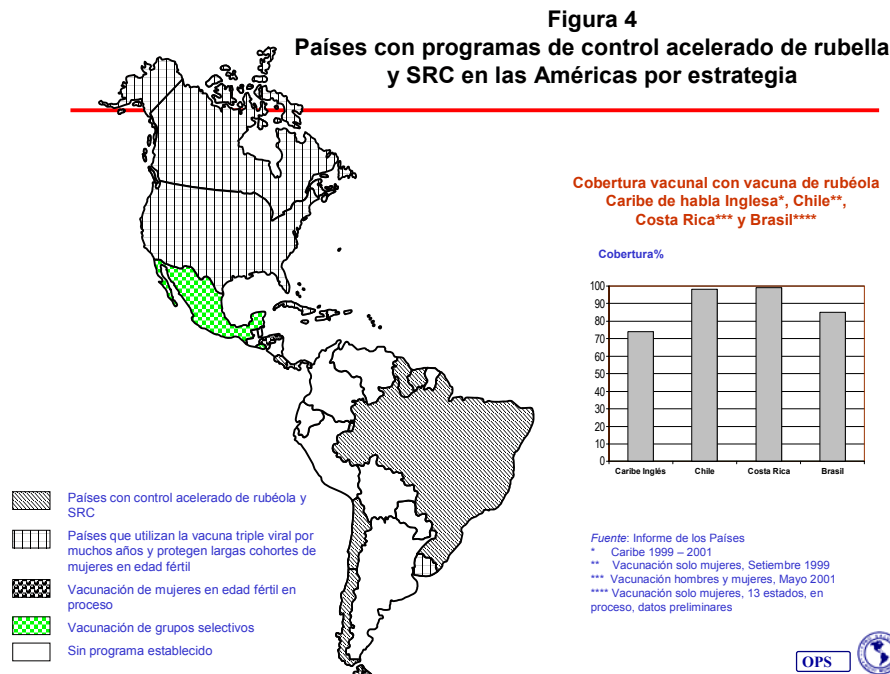 Figura 4
Países con programas de control acelerado de rubella
y SRC en las Américas por estrategia
Cobertura vacunal con vacuna de rubéola
Caribe de habla Inglesa*, Chile**,
Costa Rica*** y Brasil****
Cobertura%
100
90
80
70
60
50
40
30
20
10
0
Caribe Inglés Chile Costa Rica Brasil
Países con control acelerado de rubéola y
SRC
Países que utilizan la vacuna triple viral por
muchos años y protegen largas cohortes de
mujeres en edad fértil
Vacunación de mujeres en edad fértil en
proceso
Vacunación de grupos selectivos
Sin programa establecido
Fuente: Informe de los Países
* Caribe 1999 – 2001
** Vacunación solo mujeres, Setiembre 1999
*** Vacunación hombres y mujeres, Mayo 2001
**** Vacunación solo mujeres, 13 estados, en
proceso, datos preliminares
OPS